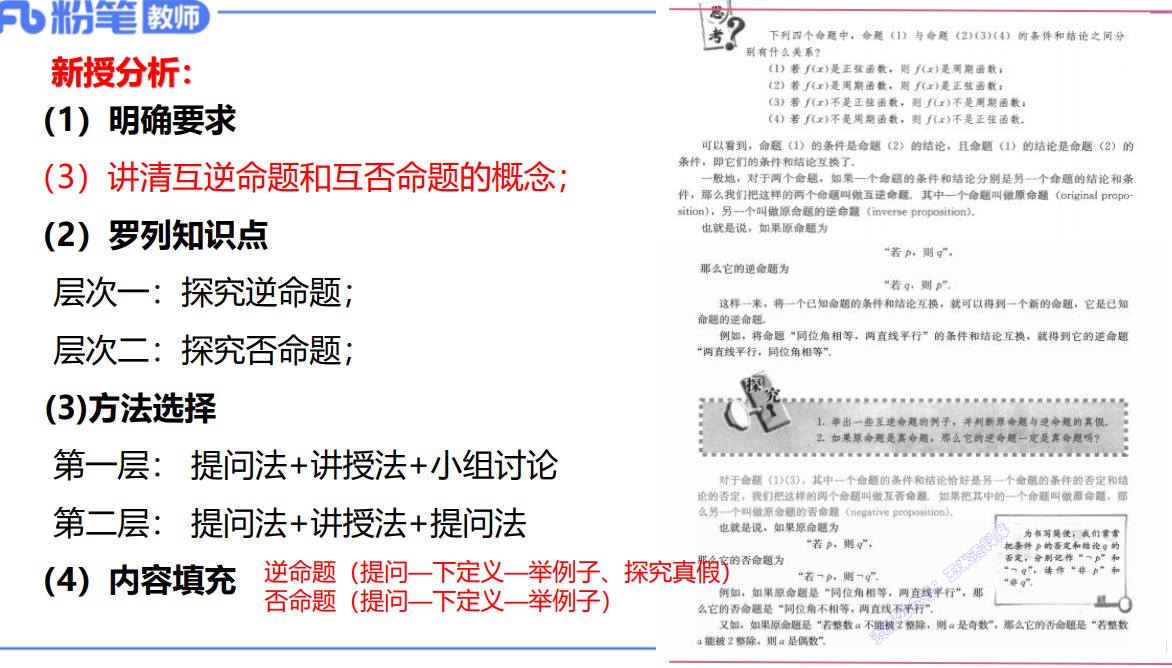 粉笔教师
新授分析：
(1）明确要求
(3）讲清互逆命题和互否命题的概念；
(2）罗列知识点
层次一：探究逆命题；
层次二：探究否命题；
(3)方法选择
第一层： 提问法+讲授法+小组讨论
第二层： 提问法+讲授法+提问法
(4）内容填充
逆命题（提问—下定义—举例子、探究真假）
否命题（提问—下定义—举例子）
思考？
下列四个命题中，命题（1）与命题（2)(3)(4）的条件和结论之间分
别有什么关系？
(1）若 f(x)是正弦函数，则 f(x)是周期函数；
(2）若 f(x)是周期函数，则 f(x)是正弦函数；
(3）若 f(x)不是正弦函数，则 f(x)不是周期函数；
(4）若 f(x)不是周期函数，则 f(x)不是正弦函数.
可以看到，命题（1）的条件是命题（2）的结论，且命题（1）的结论是命题（2）的
条件，即它们的条件和结论互换了.
一般地，对于两个命题，如果一个命题的条件和结论分别是另一个命题的结论和条
件，那么我们把这样的两个命题叫做互逆命题. 其中一个命题叫做原命题（original propo-
sition)，另一个叫做原命题的逆命题（inverse proposition).
也就是说，如果原命题为
“若 p，则 q”，
那么它的逆命题为
“若 q，则 p”.
这样一来，将一个已知命题的条件和结论互换，就可以得到一个新的命题，它是已知
命题的逆命题.
例如，将命题“同位角相等，两直线平行”的条件和结论互换，就得到它的逆命题
“两直线平行，同位角相等”.
探究
1. 举出一些互逆命题的例子，并判断原命题与逆命题的真假.
2. 如果原命题是真命题，那么它的逆命题一定是真命题吗？
对于命题（1)(3)，其中一个命题的条件和结论恰好是另一个命题的条件的否定和结
论的否定，我们把这样的两个命题叫做互否命题. 如果把其中的一个命题叫做原命题，那
么另一个叫做原命题的否命题（negative proposition).
也就是说，如果原命题为
“若 p，则 q”，
那么它的否命题为
“若¬p，则¬q”.
例如，如果原命题是“同位角相等，两直线平行”，那
么它的否命题是“同位角不相等，两直线不平行”.
又如，如果原命题是“若整数 a 不能被 2 整除，则 a 是奇数”，那么它的否命题是“若整数
a 能被 2 整除，则 a 是偶数”.
为书写简便，我们常常
把条件 p 的否定和结论 q 的
否定，分别记作“¬p”和
“¬q”，读作“非 p”和
“非 q”.